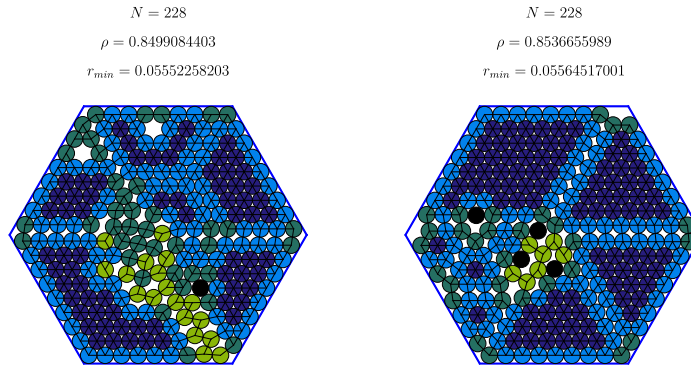 N = 228
ρ = 0.8499084403
r_min = 0.05552258203
N = 228
ρ = 0.8536655989
r_min = 0.05564517001